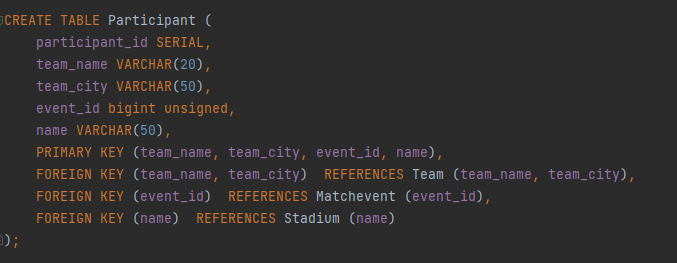 CREATE TABLE Participant (
    participant_id SERIAL,
    team_name VARCHAR(20),
    team_city VARCHAR(50),
    event_id bigint unsigned,
    name VARCHAR(50),
    PRIMARY KEY (team_name, team_city, event_id, name),
    FOREIGN KEY (team_name, team_city)  REFERENCES Team (team_name, team_city),
    FOREIGN KEY (event_id)  REFERENCES Matchevent (event_id),
    FOREIGN KEY (name)  REFERENCES Stadium (name)
);